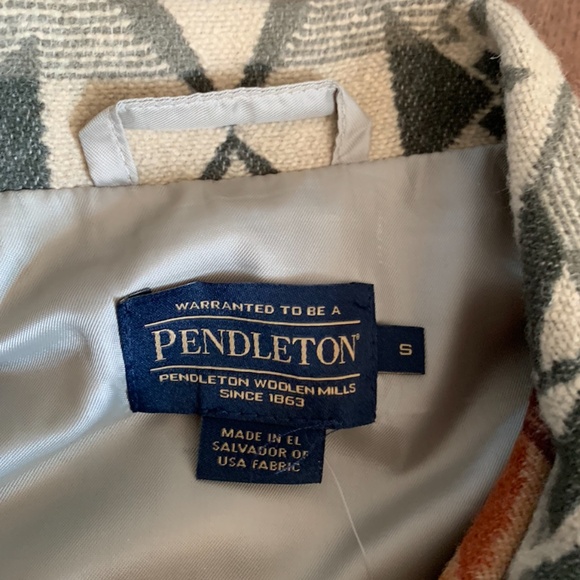 WARRANTED TO BE A
PENDLETON®
PENDLETON WOOLEN MILLS
SINCE 1863
S
MADE IN EL
SALVADOR OF
USA FABRIC